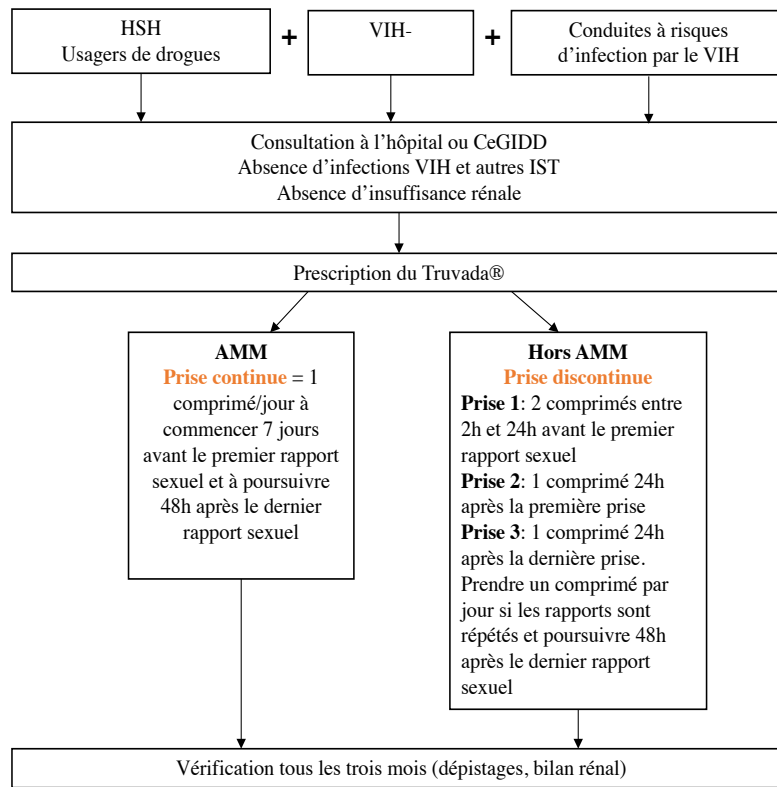 HSH
Usagers de drogues
+
VIH-
+
Conduites à risques
d’infection par le VIH
Consultation à l’hôpital ou CeGIDD
Absence d’infections VIH et autres IST
Absence d’insuffisance rénale
Prescription du Truvada®
AMM
Prise continue = 1
comprimé/jour à
commencer 7 jours
avant le premier rapport
sexuel et à poursuivre
48h après le dernier
rapport sexuel
Hors AMM
Prise discontinue
Prise 1: 2 comprimés entre
2h et 24h avant le premier
rapport sexuel
Prise 2: 1 comprimé 24h
après la première prise
Prise 3: 1 comprimé 24h
après la dernière prise.
Prendre un comprimé par
jour si les rapports sont
répétés et poursuivre 48h
après le dernier rapport
sexuel
Vérification tous les trois mois (dépistages, bilan rénal)